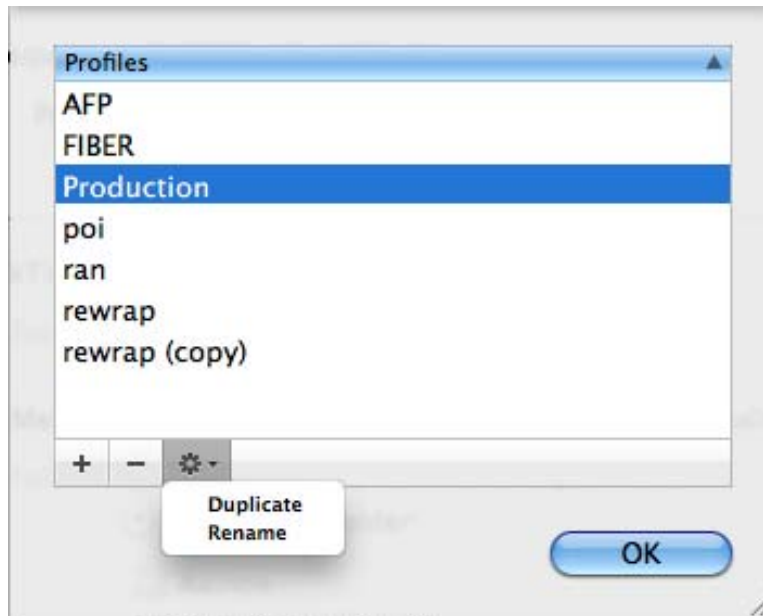 Profiles
AFP
FIBER
Production
poi
ran
rewrap
rewrap (copy)
+ -
Duplicate
Rename
OK